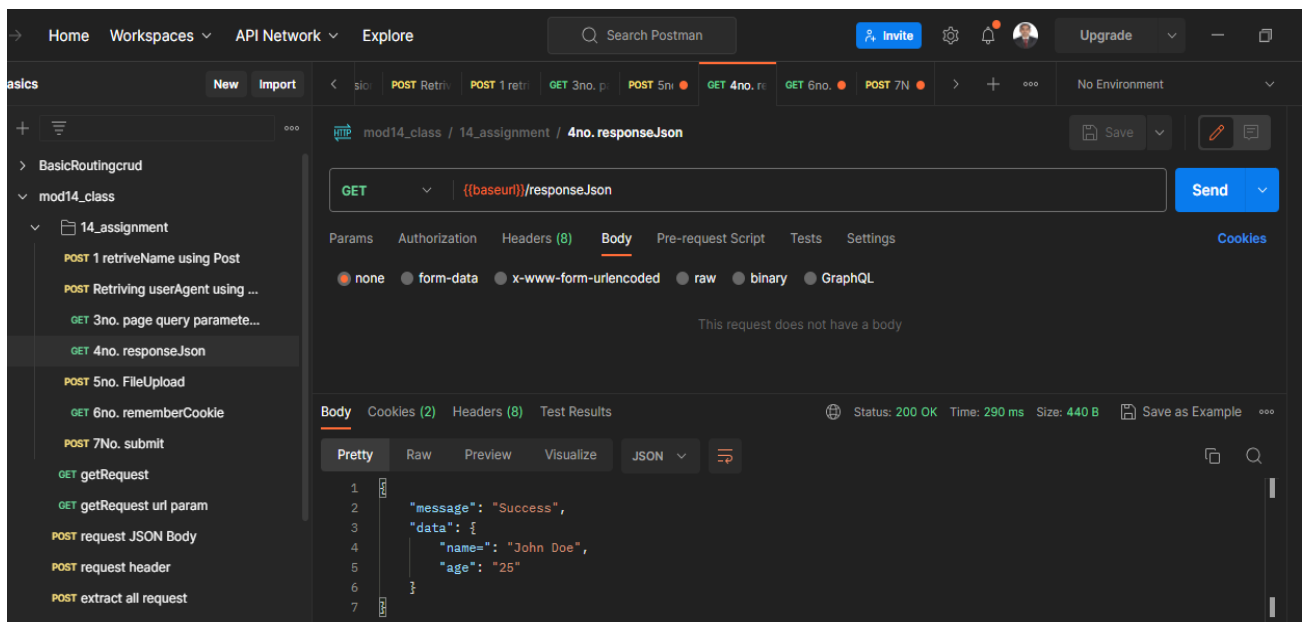 Home Workspaces API Network Explore Search Postman Invite Upgrade
asics New Import
POST Retriv POST 1 retri GET 3no. p POST 5n GET 4no. re GET 6no. POST 7N No Environment
HTTP mod14_class / 14_assignment / 4no. responseJson Save
BasicRoutingcrud
mod14_class
14_assignment
POST 1 retriveName using Post
POST Retriving userAgent using ...
GET 3no. page query paramete...
GET 4no. responseJson
POST 5no. FileUpload
GET 6no. rememberCookie
POST 7No. submit
GET getRequest
GET getRequest url param
POST request JSON Body
POST request header
POST extract all request
GET {{baseurl}}/responseJson Send
Params Authorization Headers (8) Body Pre-request Script Tests Settings Cookies
none form-data x-www-form-urlencoded raw binary GraphQL
This request does not have a body
Body Cookies (2) Headers (8) Test Results Status: 200 OK Time: 290 ms Size: 440 B Save as Example
Pretty Raw Preview Visualize JSON
1 {
2 "message": "Success",
3 "data": {
4 "name=": "John Doe",
5 "age": "25"
6 }
7 }